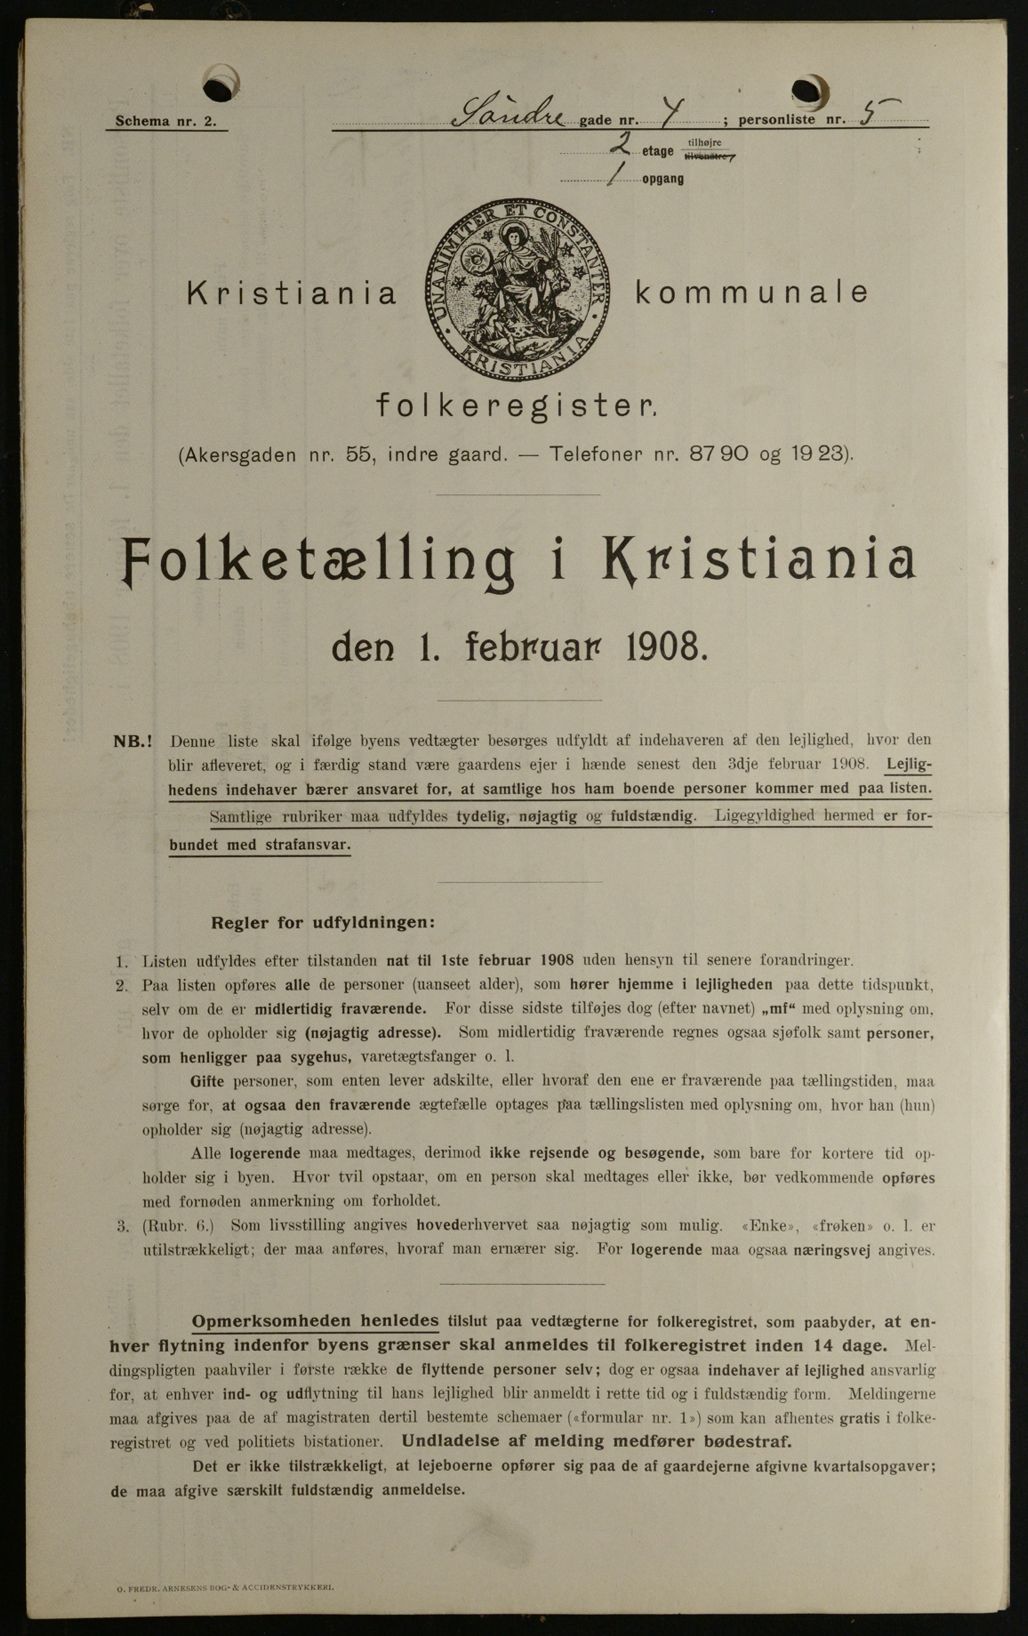 Schema nr. 2.
Söndre gade nr. 4 ; personliste nr. 5
2 etage tilhøjre
tilvenstre,
1 opgang
UNANIMITER ET CONSTANTER
KRISTIANIA
Kristiania kommunale
folkeregister.
(Akersgaden nr. 55, indre gaard. — Telefoner nr. 87 90 og 19 23).
Folketælling i Kristiania
den 1. februar 1908.
NB.! Denne liste skal ifølge byens vedtægter besørges udfyldt af indehaveren af den lejlighed, hvor den
blir afleveret, og i færdig stand være gaardens ejer i hænde senest den 3dje februar 1908. Lejlig-
hedens indehaver bærer ansvaret for, at samtlige hos ham boende personer kommer med paa listen.
Samtlige rubriker maa udfyldes tydelig, nøjagtig og fuldstændig. Ligegyldighed hermed er for-
bundet med strafansvar.
Regler for udfyldningen:
1. Listen udfyldes efter tilstanden nat til 1ste februar 1908 uden hensyn til senere forandringer.
2. Paa listen opføres alle de personer (uanseet alder), som hører hjemme i lejligheden paa dette tidspunkt,
selv om de er midlertidig fraværende. For disse sidste tilføjes dog (efter navnet) „mf“ med oplysning om,
hvor de opholder sig (nøjagtig adresse). Som midlertidig fraværende regnes ogsaa sjøfolk samt personer,
som henligger paa sygehus, varetægtsfanger o. l.
Gifte personer, som enten lever adskilte, eller hvoraf den ene er fraværende paa tællingstiden, maa
sørge for, at ogsaa den fraværende ægtefælle optages paa tællingslisten med oplysning om, hvor han (hun)
opholder sig (nøjagtig adresse).
Alle logerende maa medtages, derimod ikke rejsende og besøgende, som bare for kortere tid op-
holder sig i byen. Hvor tvil opstaar, om en person skal medtages eller ikke, bør vedkommende opføres
med fornøden anmerkning om forholdet.
3. (Rubr. 6.) Som livsstilling angives hovederhvervet saa nøjagtig som mulig. «Enke», «frøken» o. l. er
utilstrækkeligt; der maa anføres, hvoraf man ernærer sig. For logerende maa ogsaa næringsvej angives.
Opmerksomheden henledes tilslut paa vedtægterne for folkeregistret, som paabyder, at en-
hver flytning indenfor byens grænser skal anmeldes til folkeregistret inden 14 dage. Mel-
dingspligten paahviler i første række de flyttende personer selv; dog er ogsaa indehaver af lejlighed ansvarlig
for, at enhver ind- og udflytning til hans lejlighed blir anmeldt i rette tid og i fuldstændig form. Meldingerne
maa afgives paa de af magistraten dertil bestemte schemaer («formular nr. 1») som kan afhentes gratis i folke-
registret og ved politiets bistationer. Undladelse af melding medfører bødestraf.
Det er ikke tilstrækkeligt, at lejeboerne opfører sig paa de af gaardejerne afgivne kvartalsopgaver;
de maa afgive særskilt fuldstændig anmeldelse.
O. FREDR. ARNESENS BOG- & ACCIDENSTRYKKERI.